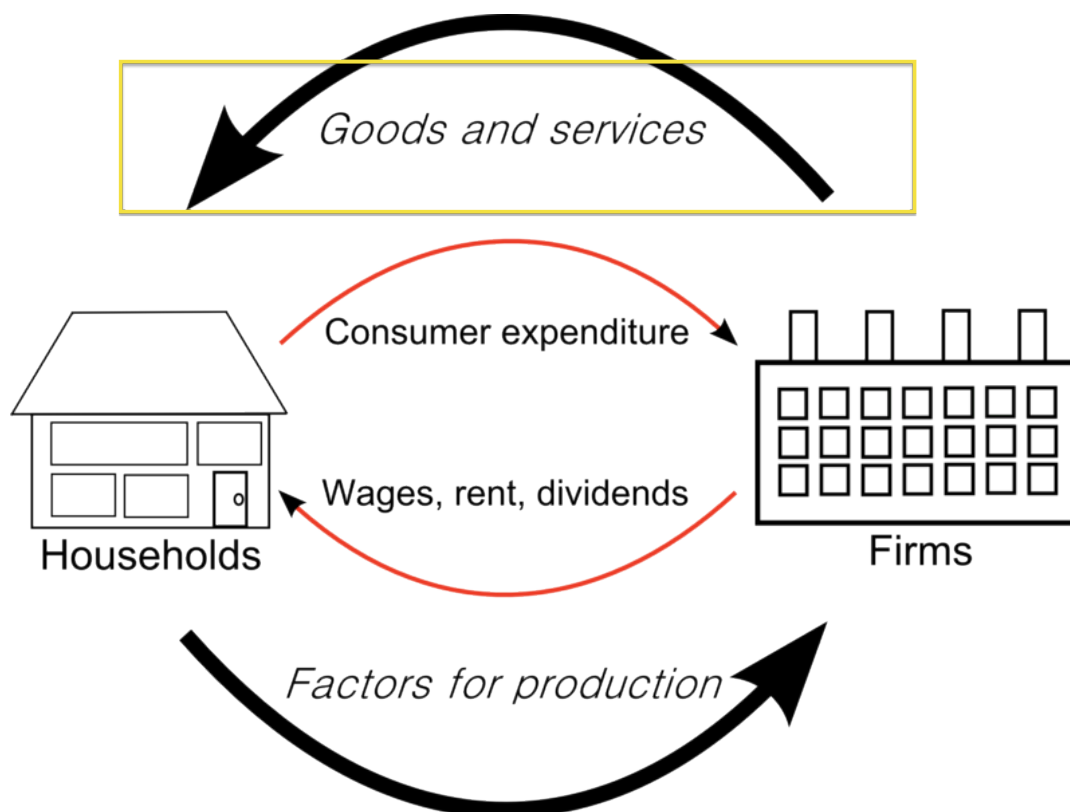 Goods and services
Consumer expenditure
Wages, rent, dividends
Households
Firms
Factors for production